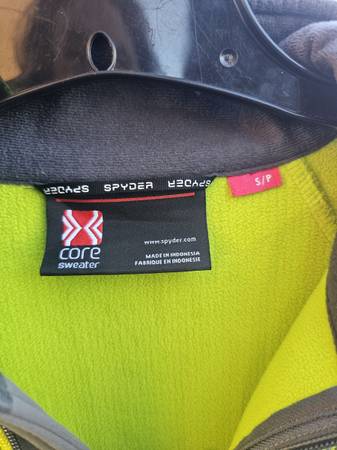 SPYDER SPYDER SPYDER
S/P
www.spyder.com
core
sweater
MADE IN INDONESIA
FABRIQUE EN INDONESIE